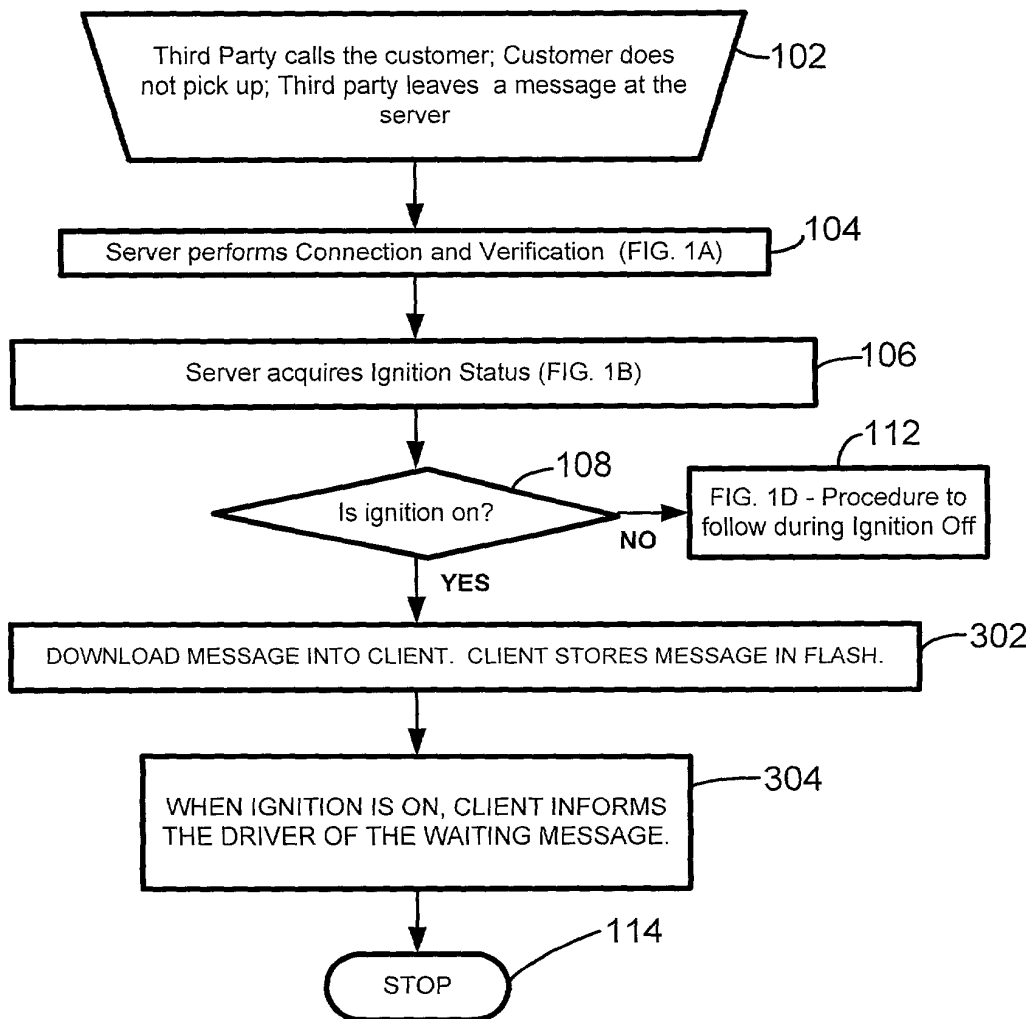 Third Party calls the customer; Customer does
not pick up; Third party leaves a message at the
server
102
Server performs Connection and Verification (FIG. 1A)
104
Server acquires Ignition Status (FIG. 1B)
106
Is ignition on?
108
NO
YES
112
FIG. 1D - Procedure to
follow during Ignition Off
DOWNLOAD MESSAGE INTO CLIENT. CLIENT STORES MESSAGE IN FLASH.
302
WHEN IGNITION IS ON, CLIENT INFORMS
THE DRIVER OF THE WAITING MESSAGE.
304
STOP
114